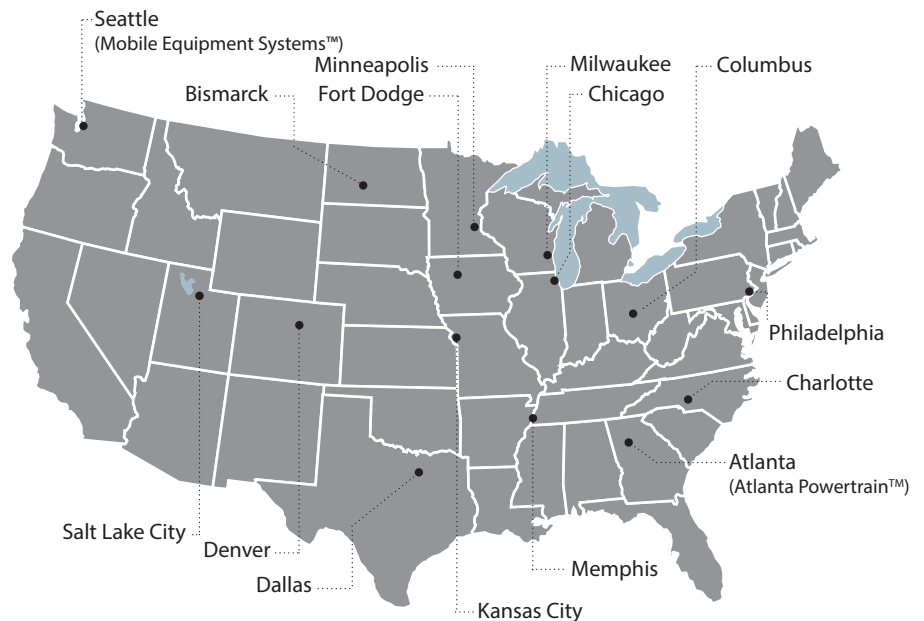 Seattle
(Mobile Equipment Systems™)
Minneapolis
Milwaukee
Columbus
Bismarck
Fort Dodge
Chicago
Philadelphia
Charlotte
Atlanta
(Atlanta Powertrain™)
Salt Lake City
Denver
Dallas
Memphis
Kansas City